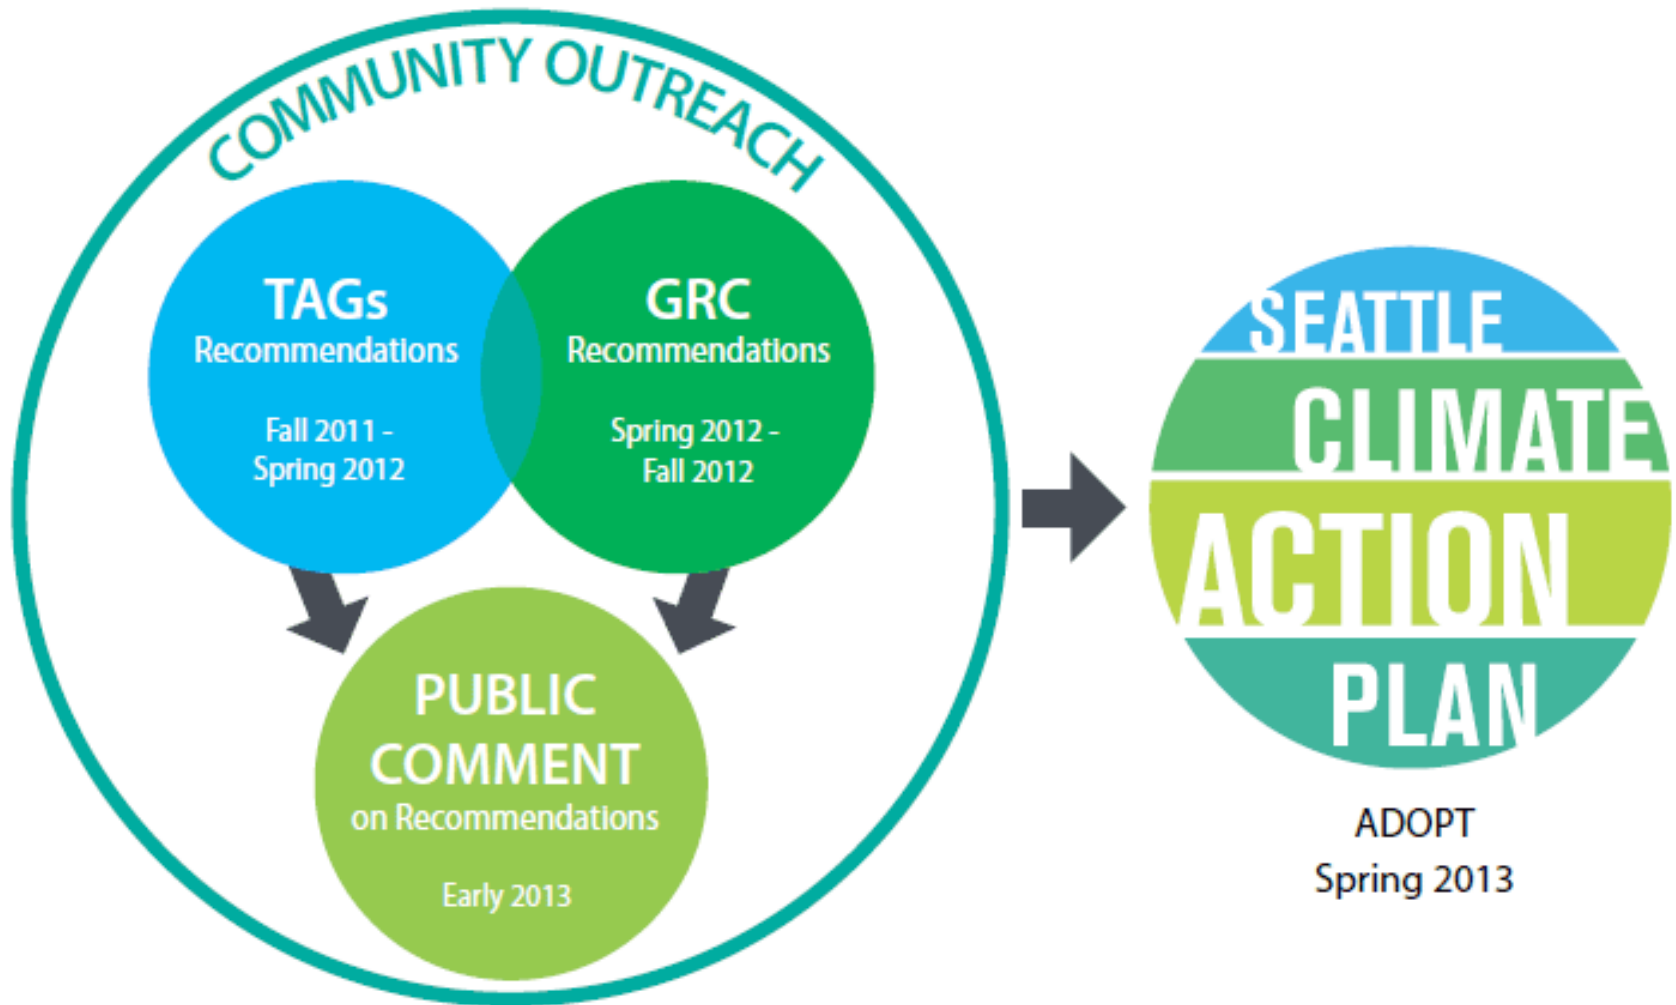 COMMUNITY OUTREACH
TAGs
Recommendations
Fall 2011 -
Spring 2012
GRC
Recommendations
Spring 2012 -
Fall 2012
PUBLIC
COMMENT
on Recommendations
Early 2013
SEATTLE
CLIMATE
ACTION
PLAN
ADOPT
Spring 2013